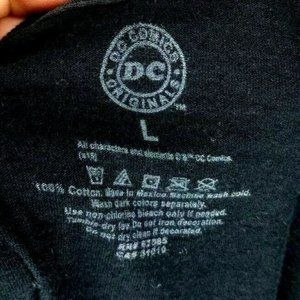 DC COMICS
DC
ORIGINALS
™
L
All characters and elements © & ™ DC Comics.
(s15)
100% Cotton. Made in Mexico. Machine wash cold.
Wash dark colors separately.
Use non-chlorine bleach only if needed.
Tumble dry low. Do not iron decoration.
Do not dry clean if decorated.
RN# 62985
CA# 31010